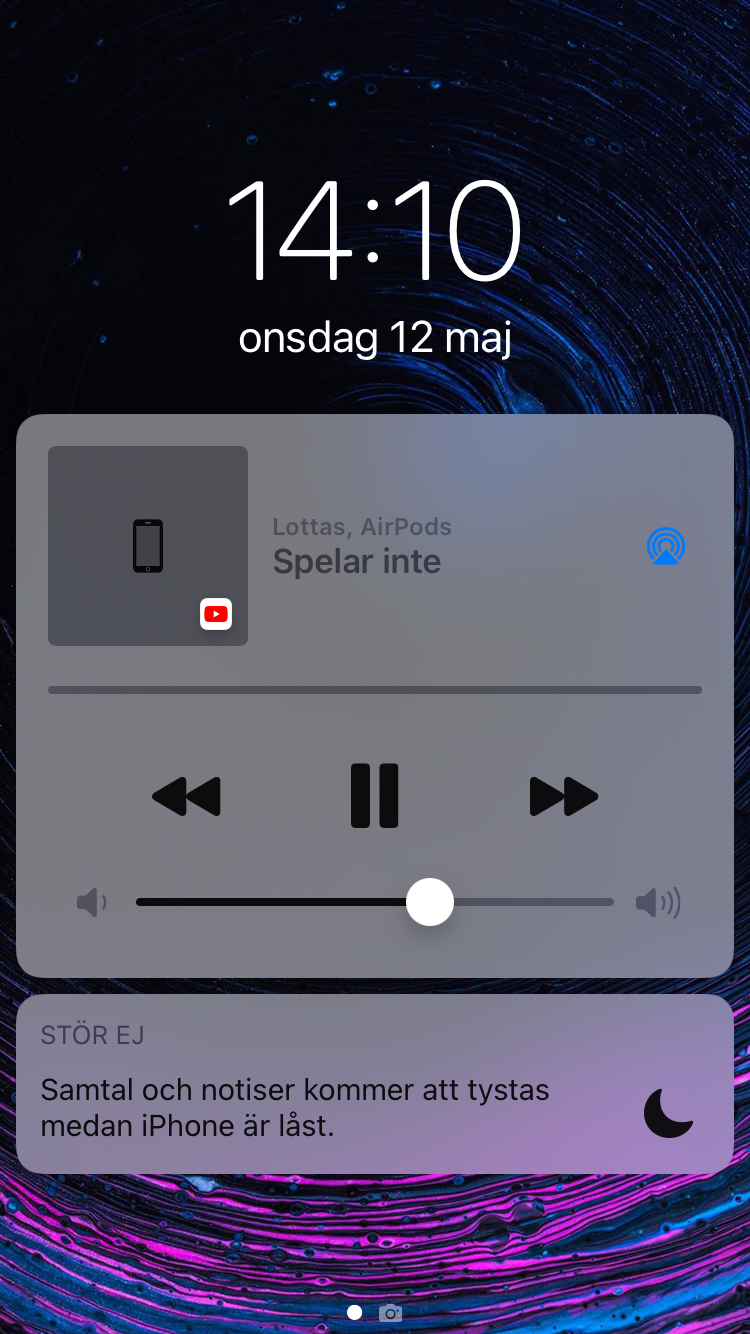 14:10
onsdag 12 maj
Lottas, AirPods
Spelar inte
STÖR EJ
Samtal och notiser kommer att tystas
medan iPhone är låst.